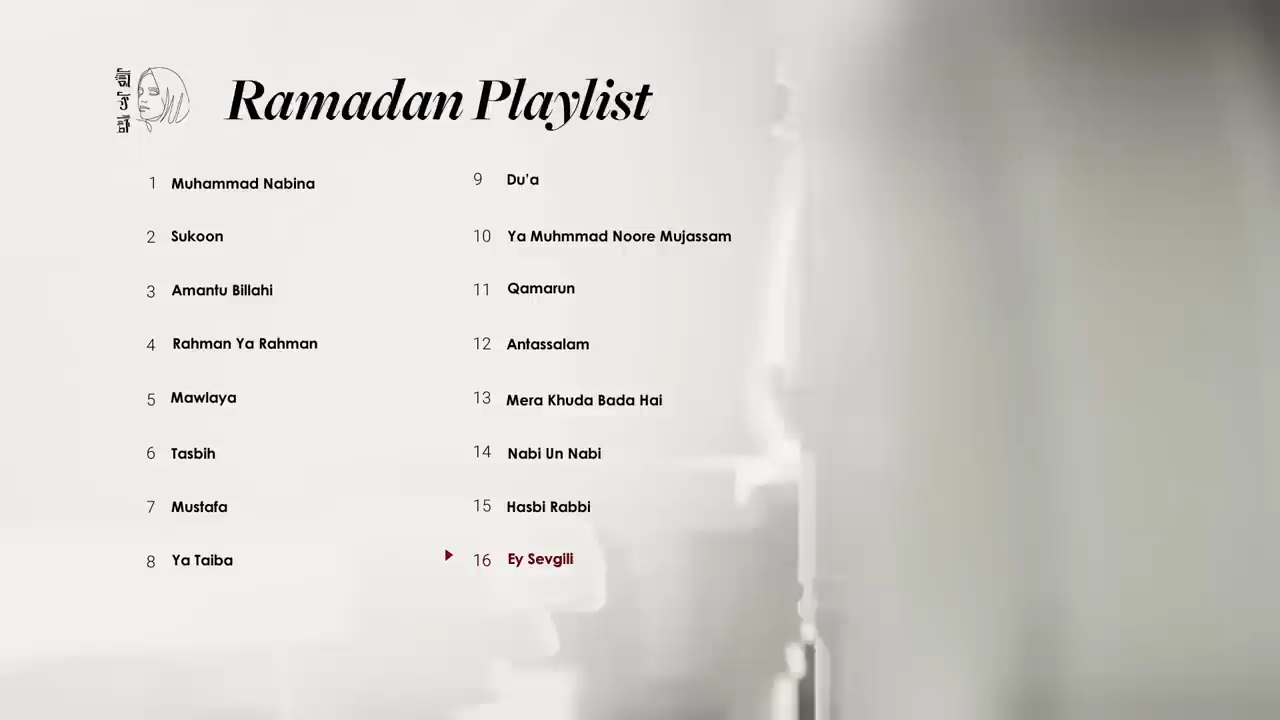 Ramadan Playlist
1 Muhammad Nabina
2 Sukoon
3 Amantu Billahi
4 Rahman Ya Rahman
5 Mawlaya
6 Tasbih
7 Mustafa
8 Ya Taiba
9 Du'a
10 Ya Muhmmad Noore Mujassam
11 Qamarun
12 Antassalam
13 Mera Khuda Bada Hai
14 Nabi Un Nabi
15 Hasbi Rabbi
16 Ey Sevgili